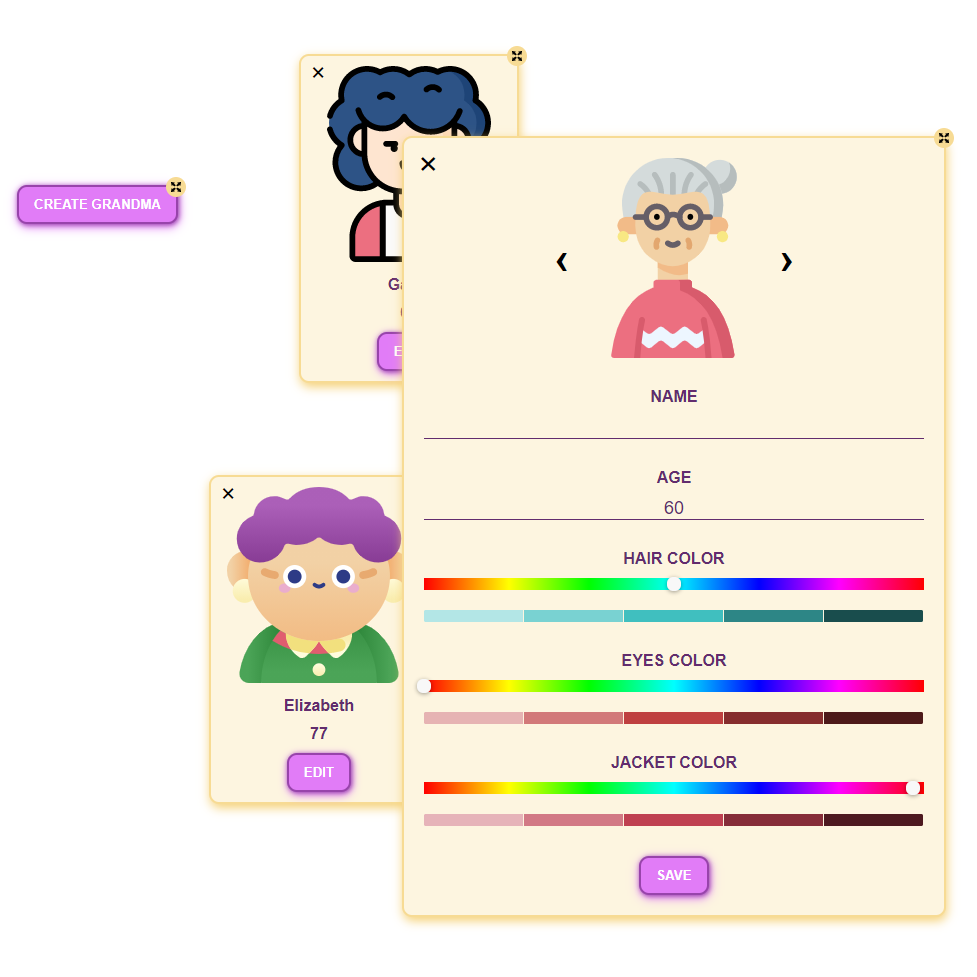 CREATE GRANDMA
Elizabeth
77
EDIT
NAME
AGE
60
HAIR COLOR
EYES COLOR
JACKET COLOR
SAVE